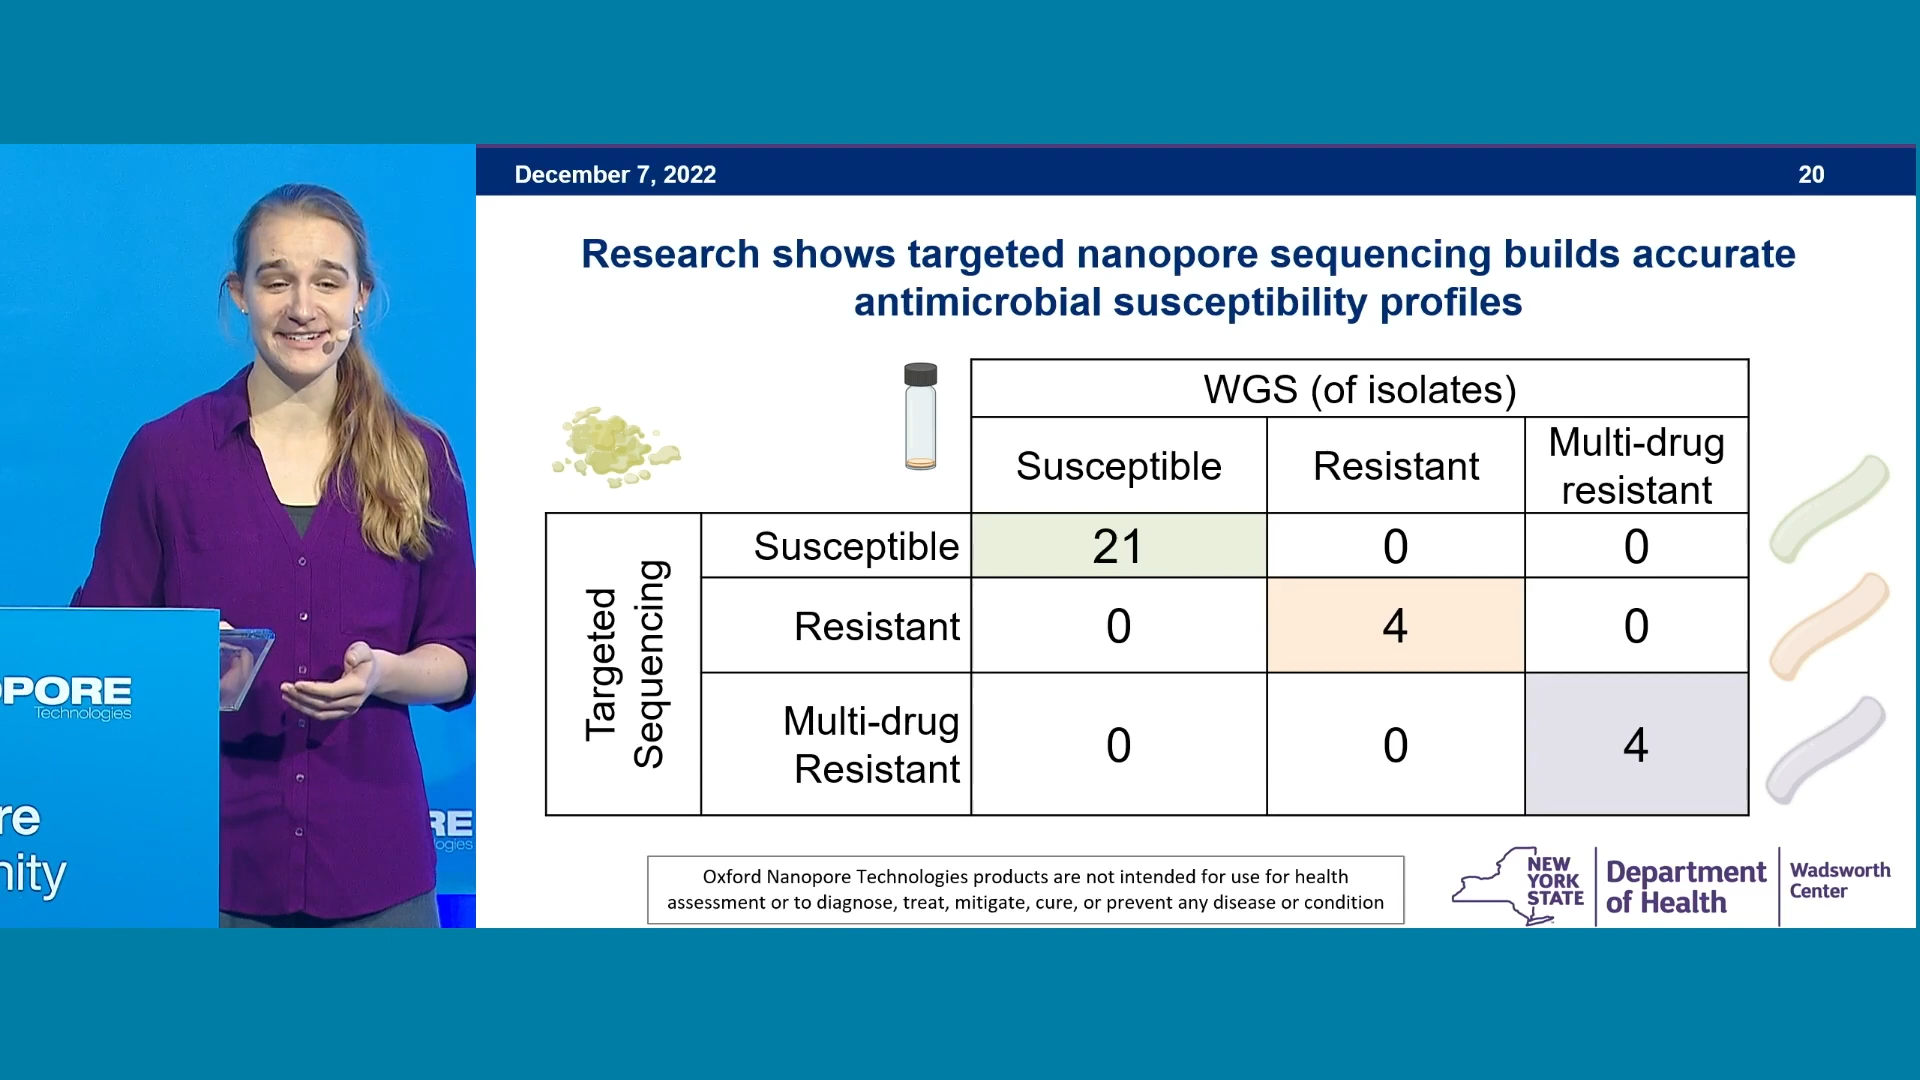 December 7, 2022
20
Research shows targeted nanopore sequencing builds accurate
antimicrobial susceptibility profiles
WGS (of isolates)
Susceptible
Resistant
Multi-drug
resistant
Targeted
Sequencing
Susceptible
21
0
0
Resistant
0
4
0
Multi-drug
Resistant
0
0
4
Oxford Nanopore Technologies products are not intended for use for health
assessment or to diagnose, treat, mitigate, cure, or prevent any disease or condition
NEW
YORK
STATE
Department
of Health
Wadsworth
Center
OPORE
Technologies
re
nity
RE
ogies